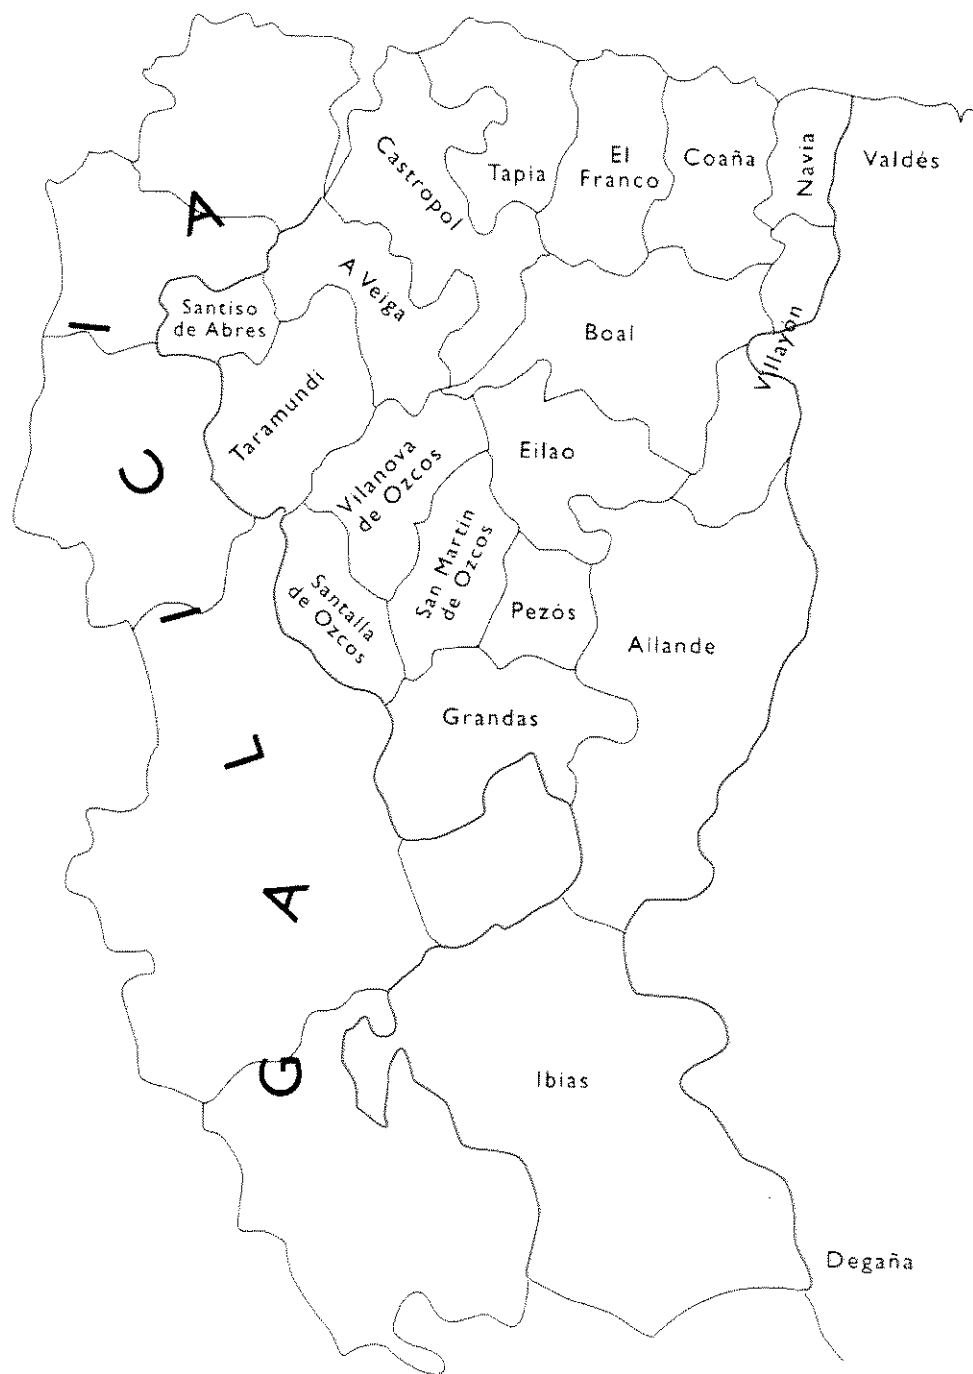 Castropol
Tapia
El
Franco
Coaña
Navia
Valdés
A Veiga
Santiso
de Abres
Boal
Villayón
Taramundi
Vilanova
de Ozcos
Eilao
San Martín
de Ozcos
Santalla
de Ozcos
Pezós
Allande
Grandas
Ibias
Degaña
GALICIA